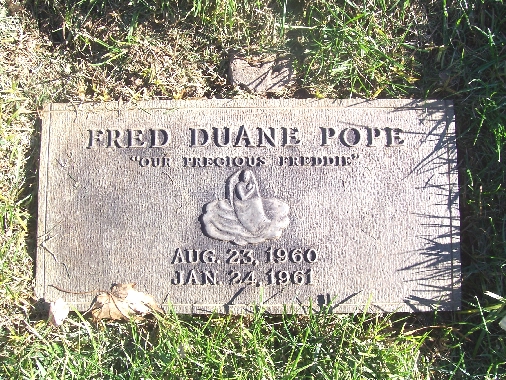 FRED DUANE POPE
"OUR PRECIOUS FREDDIE"
AUG. 23, 1960
JAN. 24, 1961